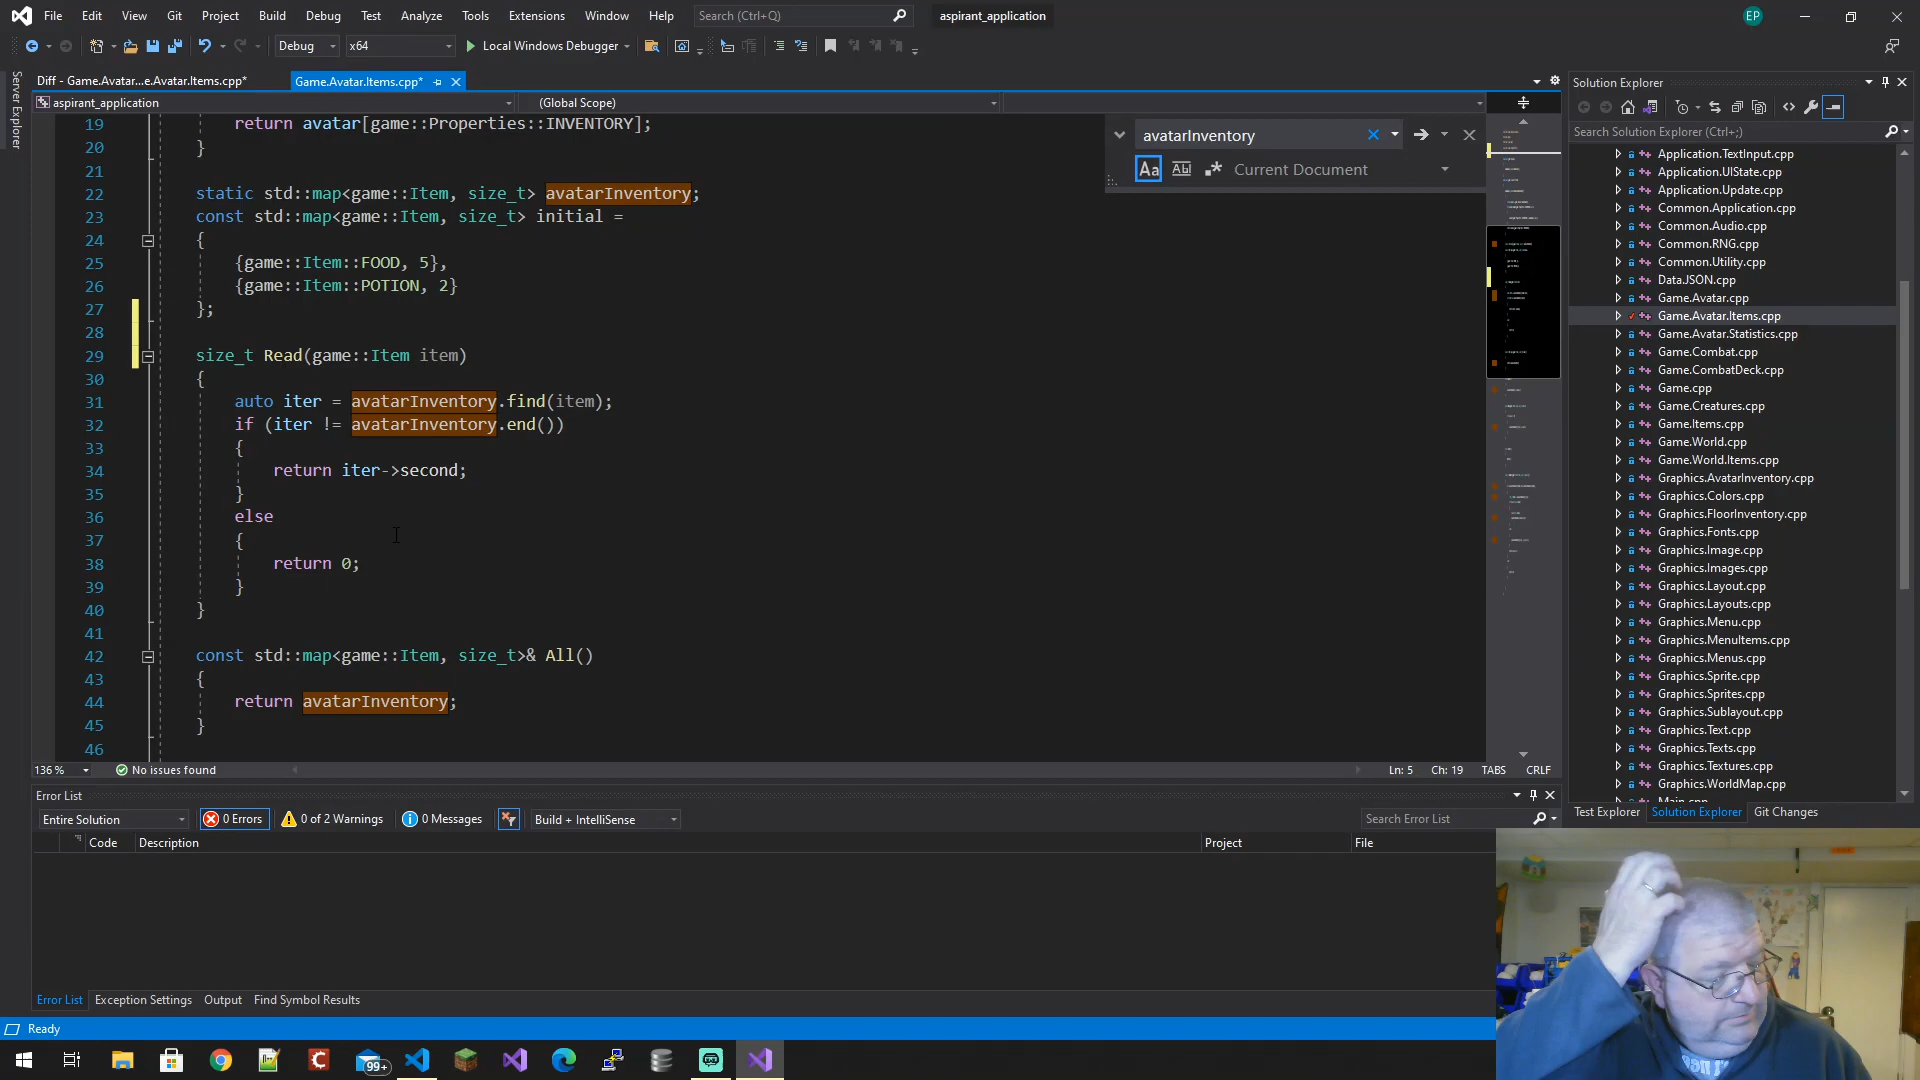 File Edit View Git Project Build Debug Test Analyze Tools Extensions Window Help Search (Ctrl+Q) aspirant_application EP
Debug x64 Local Windows Debugger
Server Explorer
Diff - Game.Avatar...e.Avatar.Items.cpp* Game.Avatar.Items.cpp*
aspirant_application (Global Scope)
avatarInventory
Aa Current Document
19 return avatar[game::Properties::INVENTORY];
20 }
21
22 static std::map<game::Item, size_t> avatarInventory;
23 const std::map<game::Item, size_t> initial =
24 {
25 {game::Item::FOOD, 5},
26 {game::Item::POTION, 2}
27 };
28
29 size_t Read(game::Item item)
30 {
31 auto iter = avatarInventory.find(item);
32 if (iter != avatarInventory.end())
33 {
34 return iter->second;
35 }
36 else
37 {
38 return 0;
39 }
40 }
41
42 const std::map<game::Item, size_t>& All()
43 {
44 return avatarInventory;
45 }
46
136 % No issues found Ln: 5 Ch: 19 TABS CRLF
Solution Explorer
Search Solution Explorer (Ctrl+;)
Application.TextInput.cpp
Application.UIState.cpp
Application.Update.cpp
Common.Application.cpp
Common.Audio.cpp
Common.RNG.cpp
Common.Utility.cpp
Data.JSON.cpp
Game.Avatar.cpp
Game.Avatar.Items.cpp
Game.Avatar.Statistics.cpp
Game.Combat.cpp
Game.CombatDeck.cpp
Game.cpp
Game.Creatures.cpp
Game.Items.cpp
Game.World.cpp
Game.World.Items.cpp
Graphics.AvatarInventory.cpp
Graphics.Colors.cpp
Graphics.FloorInventory.cpp
Graphics.Fonts.cpp
Graphics.Image.cpp
Graphics.Images.cpp
Graphics.Layout.cpp
Graphics.Layouts.cpp
Graphics.Menu.cpp
Graphics.MenuItems.cpp
Graphics.Menus.cpp
Graphics.Sprite.cpp
Graphics.Sprites.cpp
Graphics.Sublayout.cpp
Graphics.Text.cpp
Graphics.Texts.cpp
Graphics.Textures.cpp
Graphics.WorldMap.cpp
Main.cpp
Test Explorer Solution Explorer Git Changes
Error List
Entire Solution 0 Errors 0 of 2 Warnings 0 Messages Build + IntelliSense Search Error List
Code Description Project File
Error List Exception Settings Output Find Symbol Results
Ready
99+